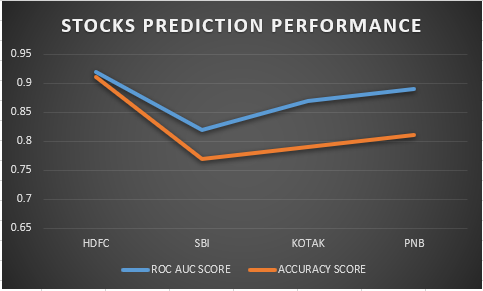 STOCKS PREDICTION PERFORMANCE
0.95
0.9
0.85
0.8
0.75
0.7
0.65
HDFC SBI KOTAK PNB
ROC AUC SCORE ACCURACY SCORE